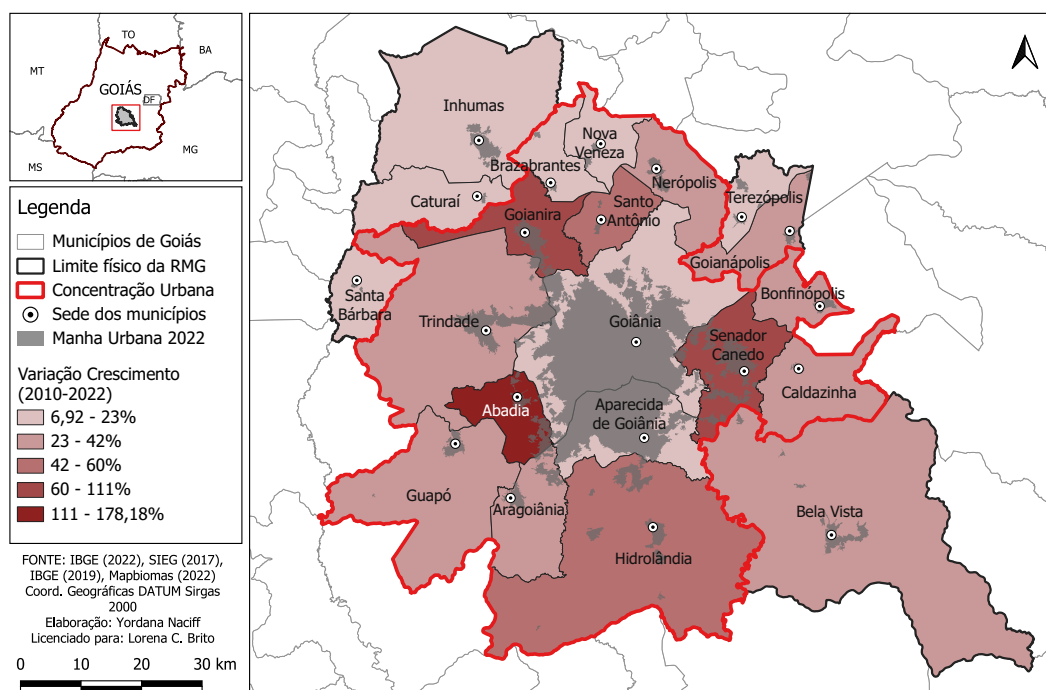 TO
BA
MT
GOIÁS
DF
MG
MS
Legenda
Municípios de Goiás
Limite físico da RMG
Concentração Urbana
Sede dos municípios
Manha Urbana 2022
Variação Crescimento
(2010-2022)
6,92 - 23%
23 - 42%
42 - 60%
60 - 111%
111 - 178,18%
FONTE: IBGE (2022), SIEG (2017),
IBGE (2019), Mapbiomas (2022)
Coord. Geográficas DATUM Sirgas
2000
Elaboração: Yordana Naciff
Licenciado para: Lorena C. Brito
0 10 20 30 km
Inhumas
Nova
Veneza
Brazabrantes
Nerópolis
Caturaí
Goianira
Santo
Antônio
Terezópolis
Goianápolis
Santa
Bárbara
Bonfinópolis
Trindade
Goiânia
Senador
Canedo
Caldazinha
Abadia
Aparecida
de Goiânia
Guapó
Aragoiânia
Bela Vista
Hidrolândia